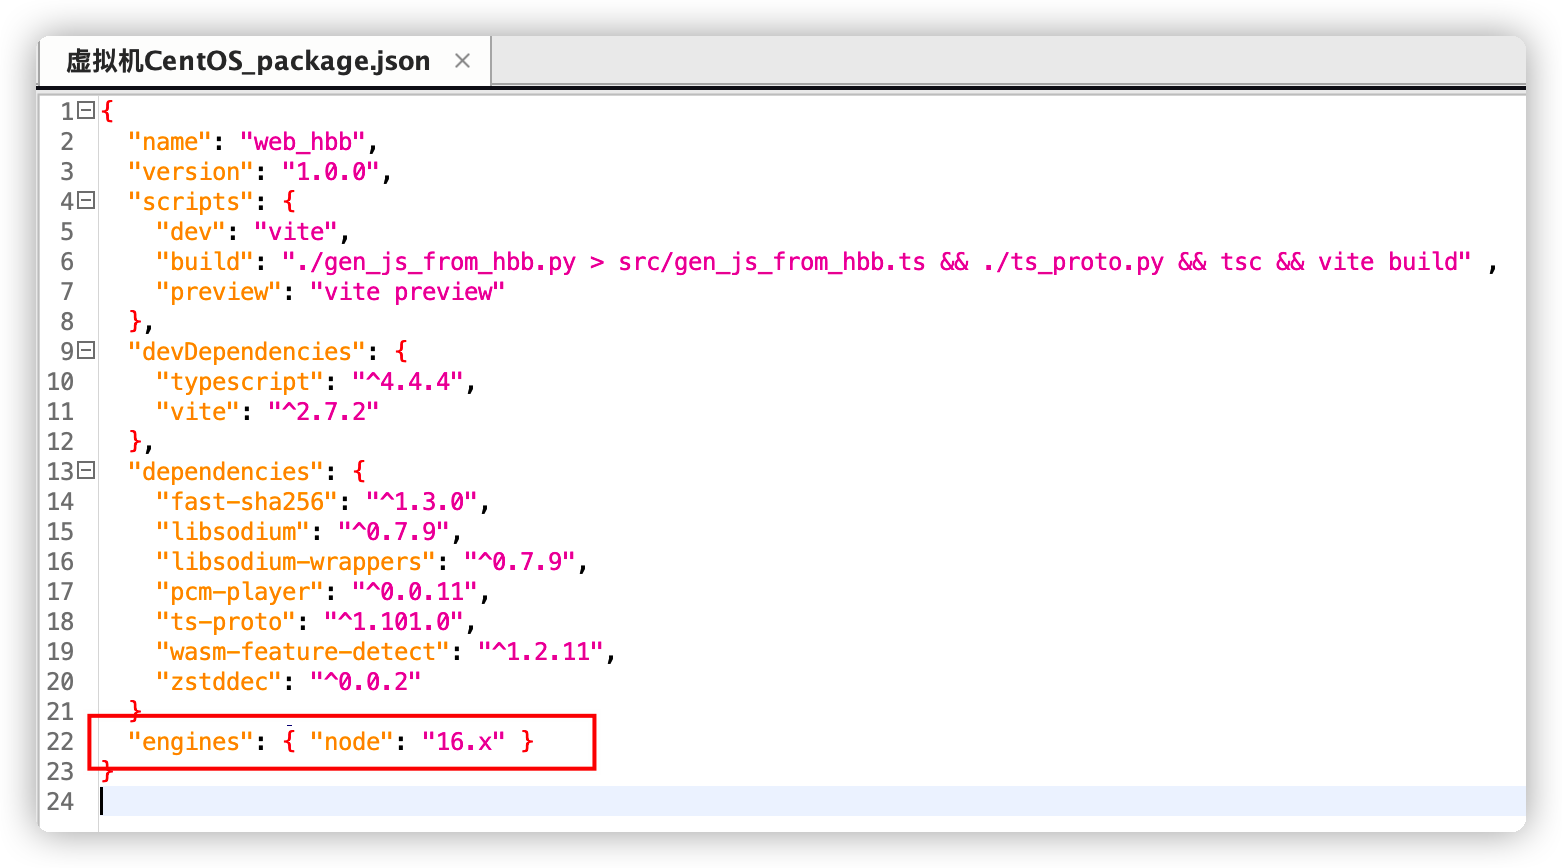 虚拟机CentOS_package.json ×
1 {
2 "name": "web_hbb",
3 "version": "1.0.0",
4 "scripts": {
5 "dev": "vite",
6 "build": "./gen_js_from_hbb.py > src/gen_js_from_hbb.ts && ./ts_proto.py && tsc && vite build" ,
7 "preview": "vite preview"
8 },
9 "devDependencies": {
10 "typescript": "^4.4.4",
11 "vite": "^2.7.2"
12 },
13 "dependencies": {
14 "fast-sha256": "^1.3.0",
15 "libsodium": "^0.7.9",
16 "libsodium-wrappers": "^0.7.9",
17 "pcm-player": "^0.0.11",
18 "ts-proto": "^1.101.0",
19 "wasm-feature-detect": "^1.2.11",
20 "zstddec": "^0.0.2"
21 }
22 "engines": { "node": "16.x" }
23 }
24